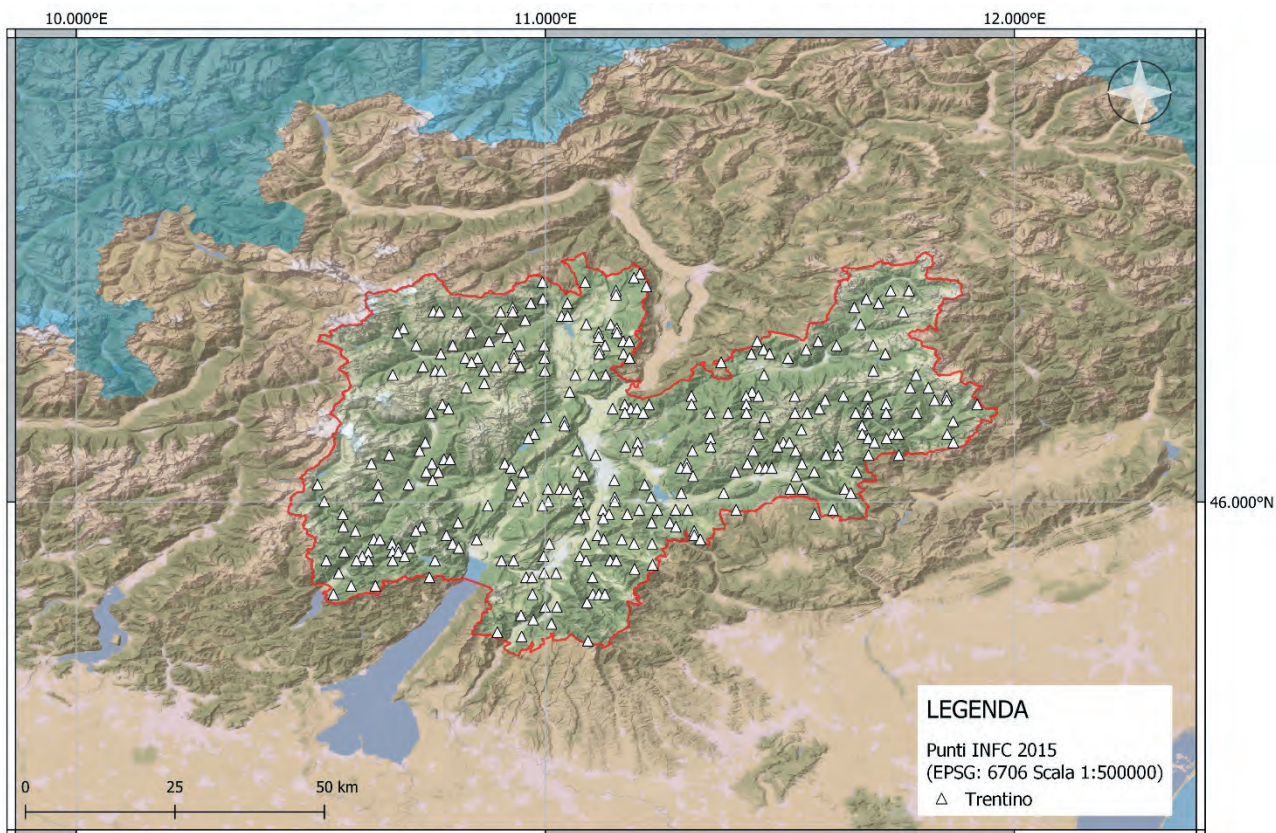 10.000°E 11.000°E 12.000°E
46.000°N
LEGENDA
Punti INFC 2015
(EPSG: 6706 Scala 1:500000)
Trentino
0 25 50 km